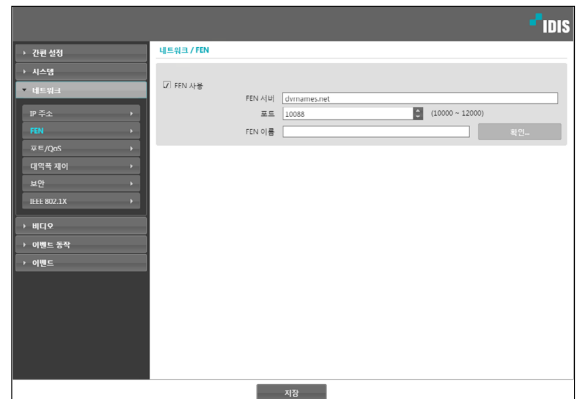 IDIS
간편 설정
시스템
네트워크
IP 주소
FEN
포트/QoS
대역폭 제어
보안
IEEE 802.1X
비디오
이벤트 동작
이벤트
네트워크 / FEN
FEN 사용
FEN 서버 dvrnames.net
포트 10088 (10000 ~ 12000)
FEN 이름 확인...
저장